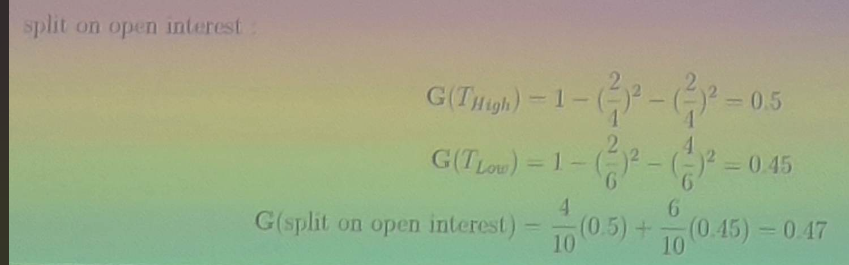 split on open interest :
G(T_{High}) = 1 - (\frac{2}{4})^2 - (\frac{2}{4})^2 = 0.5
G(T_{Low}) = 1 - (\frac{2}{6})^2 - (\frac{4}{6})^2 = 0.45
G(split on open interest) = \frac{4}{10}(0.5) + \frac{6}{10}(0.45) = 0.47